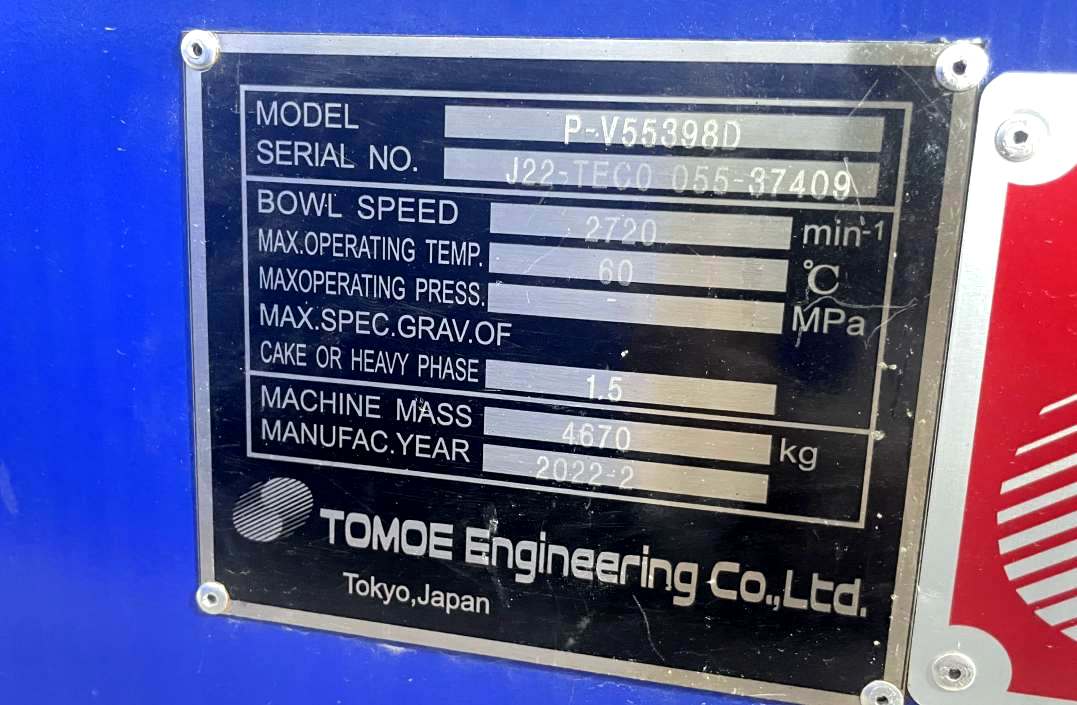 MODEL P-V55398D
SERIAL NO. J22-TECO 055-37409
BOWL SPEED 2720 min-1
MAX.OPERATING TEMP. 60 ℃
MAXOPERATING PRESS. MPa
MAX.SPEC.GRAV.OF
CAKE OR HEAVY PHASE 1.5
MACHINE MASS 4670 kg
MANUFAC.YEAR 2022-2
TOMOE Engineering Co.,Ltd.
Tokyo,Japan